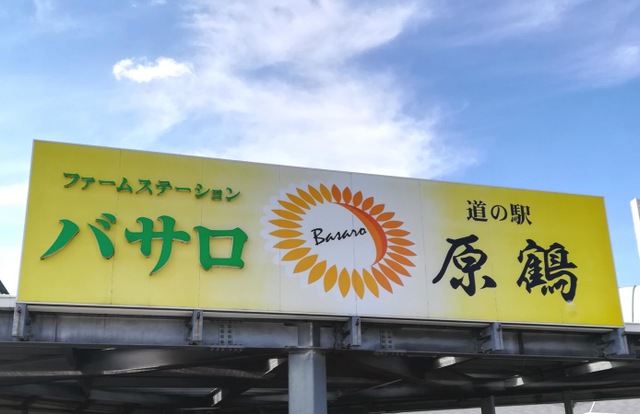 ファームステーション
バサロ
Basaro
道の駅
原鶴